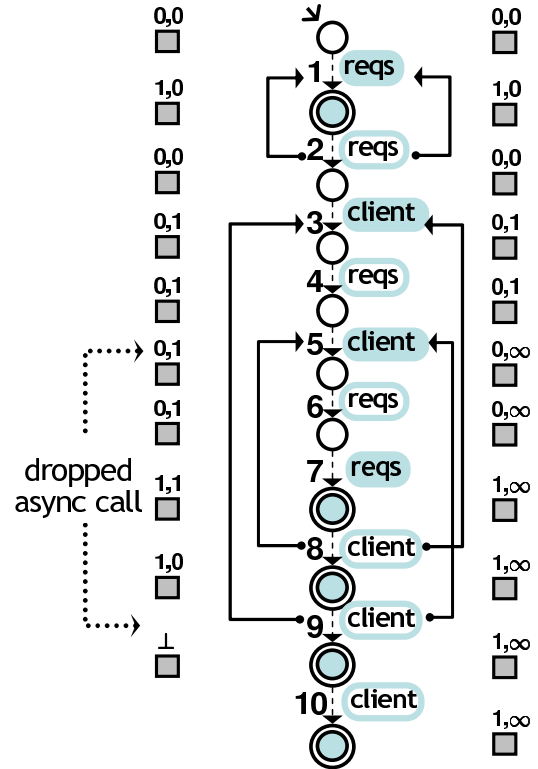 0,0
0,0
1 reqs
1,0
1,0
2 reqs
0,0
0,0
3 client
0,1
0,1
4 reqs
0,1
0,1
5 client
0,1
0,∞
6 reqs
0,1
0,∞
7 reqs
dropped
async call
1,1
1,∞
8 client
1,0
1,∞
9 client
⊥
1,∞
10 client
1,∞